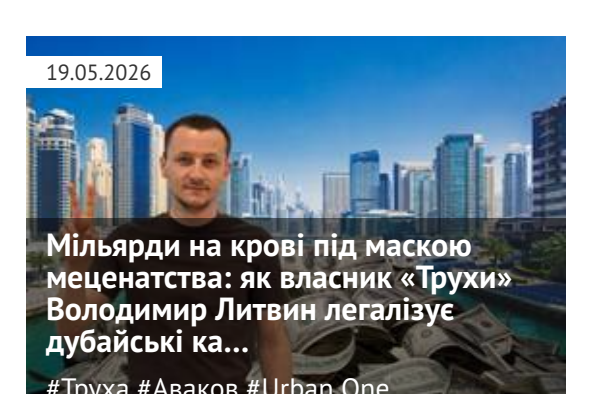 19.05.2026
Мільярди на крові під маскою
меценатства: як власник «Трухи»
Володимир Литвин легалізує
дубайські ка...
#Труха #Аваков #Urban One